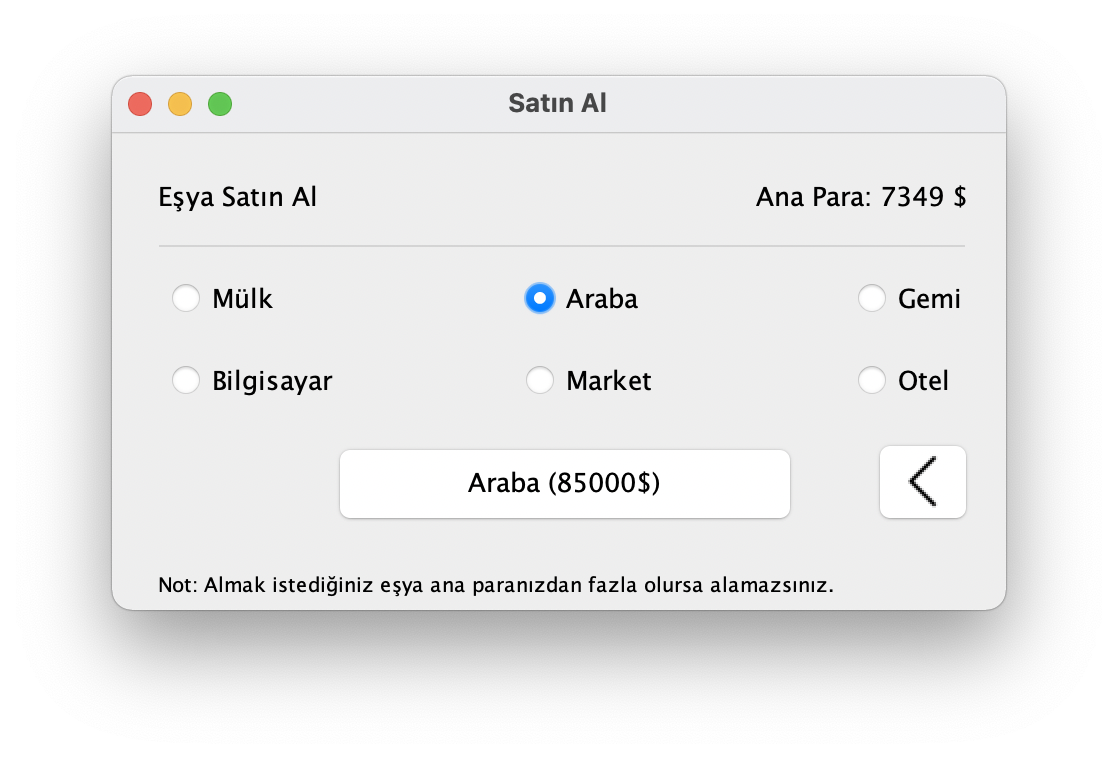 Satın Al
Eşya Satın Al
Ana Para: 7349 $
Mülk
Araba
Gemi
Bilgisayar
Market
Otel
Araba (85000$)
Not: Almak istediğiniz eşya ana paranızdan fazla olursa alamazsınız.